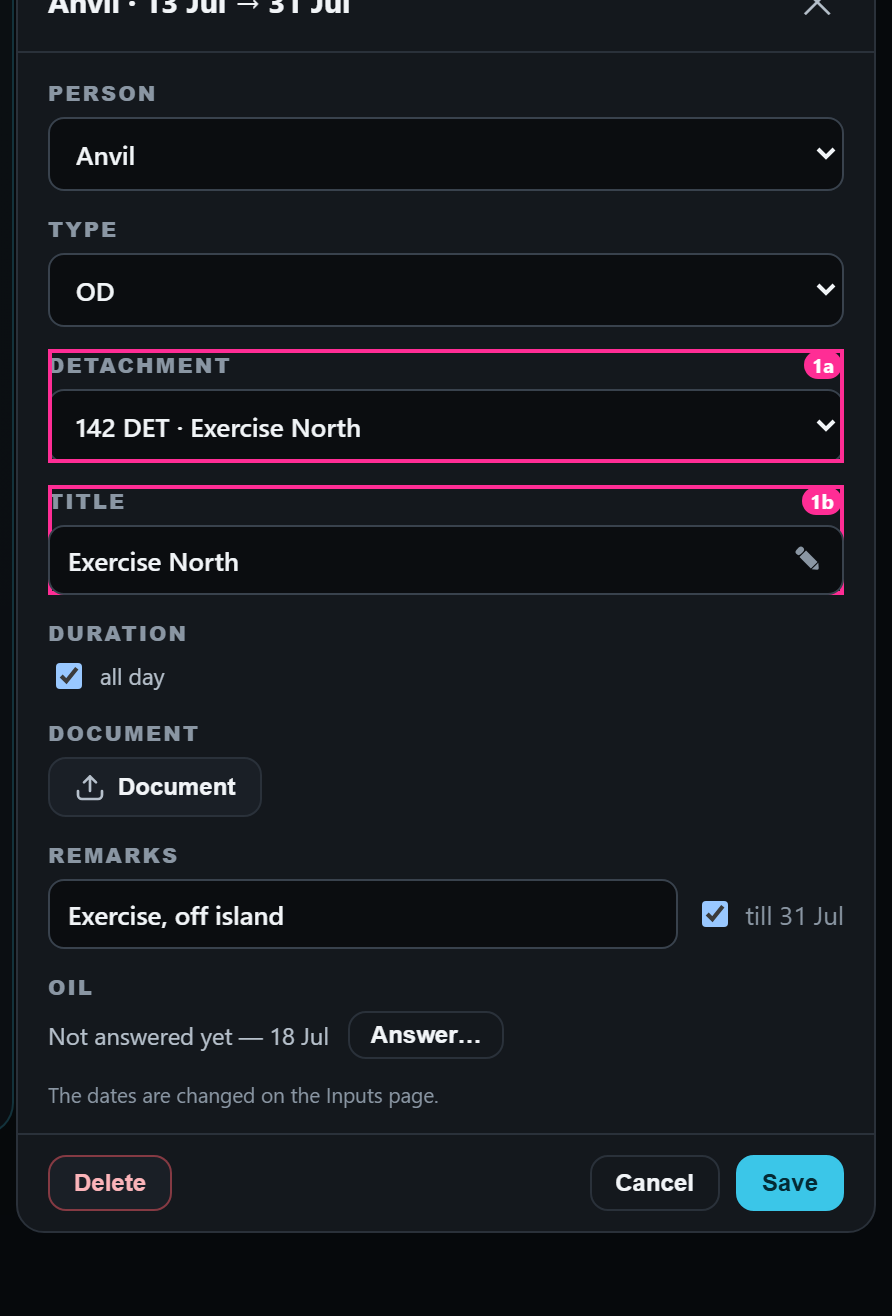 Anvil · 13 Jul → 31 Jul
PERSON
Anvil
TYPE
OD
DETACHMENT
1a
142 DET · Exercise North
TITLE
1b
Exercise North
DURATION
all day
DOCUMENT
Document
REMARKS
Exercise, off island
till 31 Jul
OIL
Not answered yet — 18 Jul
Answer...
The dates are changed on the Inputs page.
Delete
Cancel
Save